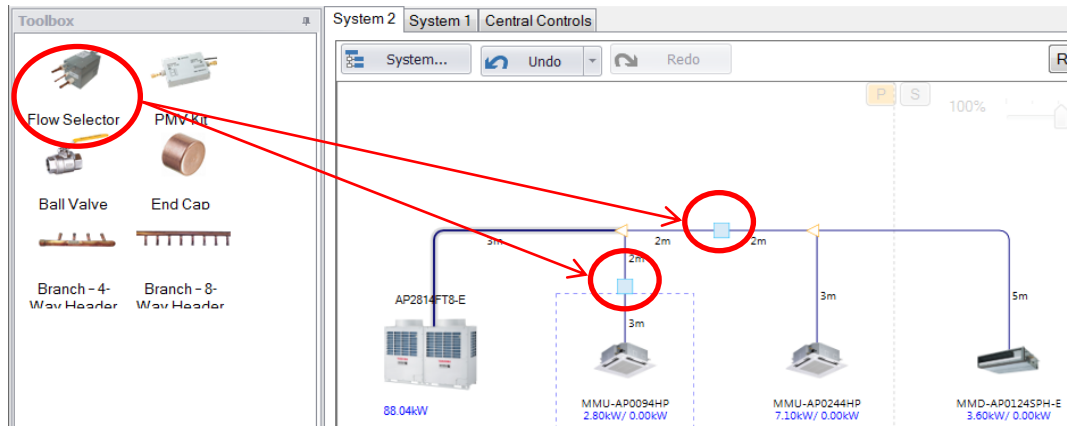 Toolbox
System 2 System 1 Central Controls
System... Undo Redo R
Flow Selector PMV Kit
P S
100%
Ball Valve End Cap
3m 2m 2m
2m
Branch - 4-
Way Header
Branch - 8-
Way Header
AP2814FT8-E
3m 3m 5m
88.04kW
MMU-AP0094HP
2.80kW/ 0.00kW
MMU-AP0244HP
7.10kW/ 0.00kW
MMD-AP0124SPH-E
3.60kW/ 0.00kW